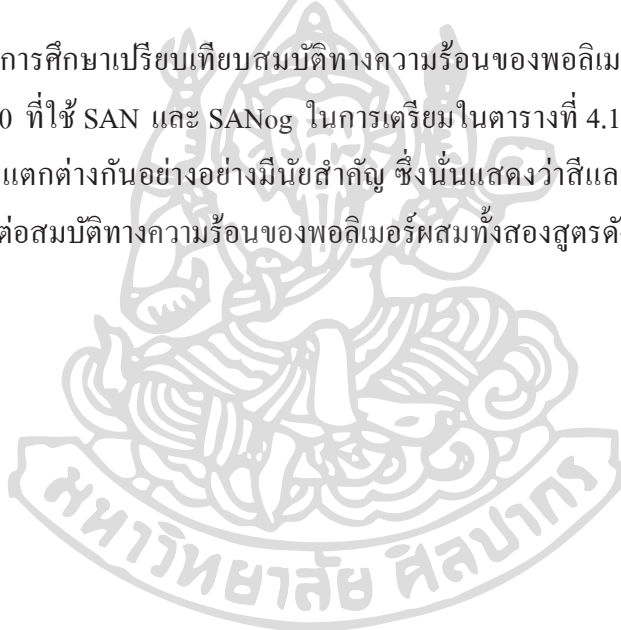 การศึกษาเปรียบเทียบสมบัติทางความร้อนของพอลิเม
0 ที่ใช้ SAN และ SANog ในการเตรียมในตารางที่ 4.1
แตกต่างกันอย่างอย่างมีนัยสำคัญ ซึ่งนั่นแสดงว่าสีแล
ต่อสมบัติทางความร้อนของพอลิเมอร์ผสมทั้งสองสูตรดั
มหาวิทยาลัย ศิลปากร